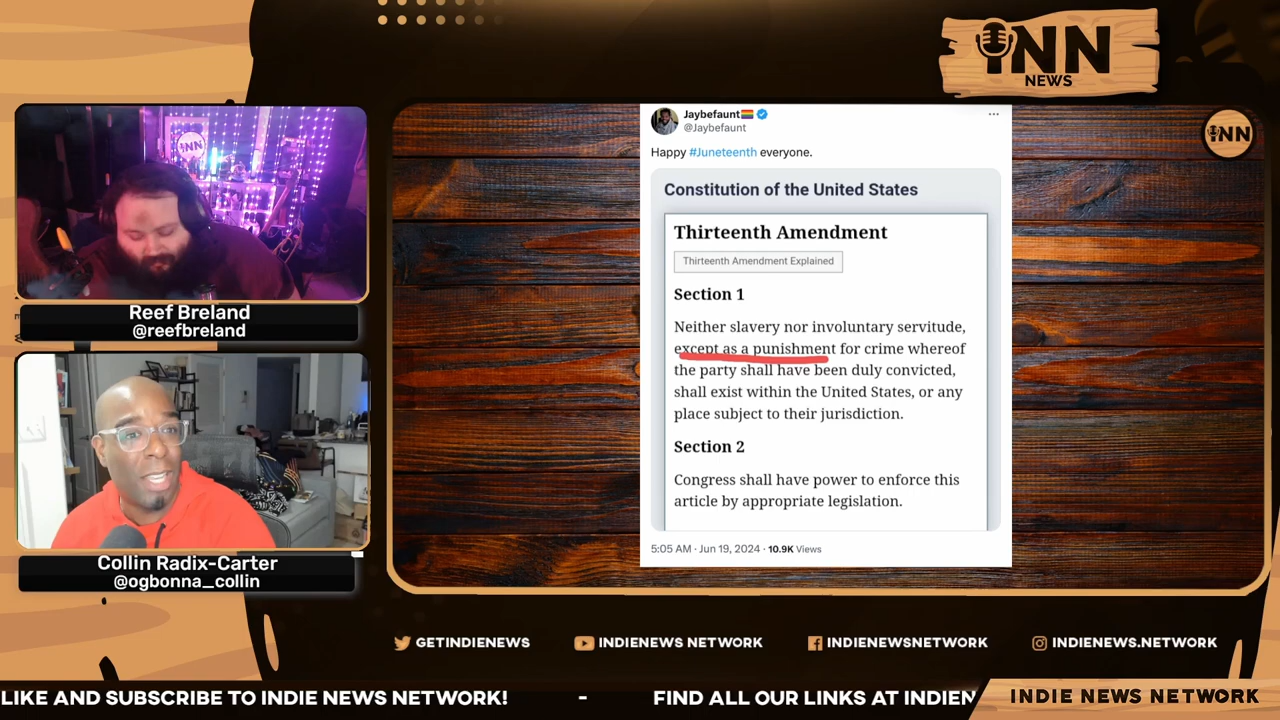 INN
NEWS
INN
INN
Reef Breland
@reefbreland
Collin Radix-Carter
@ogbonna_collin
Jaybefaunt
@Jaybefaunt
Happy #Juneteenth everyone.
Constitution of the United States
Thirteenth Amendment
Thirteenth Amendment Explained
Section 1
Neither slavery nor involuntary servitude,
except as a punishment for crime whereof
the party shall have been duly convicted,
shall exist within the United States, or any
place subject to their jurisdiction.
Section 2
Congress shall have power to enforce this
article by appropriate legislation.
5:05 AM · Jun 19, 2024 · 10.9K Views
GETINDIENEWS
INDIENEWS NETWORK
INDIENEWSNETWORK
INDIENEWS.NETWORK
LIKE AND SUBSCRIBE TO INDIE NEWS NETWORK! - FIND ALL OUR LINKS AT INDIEN
INDIE NEWS NETWORK